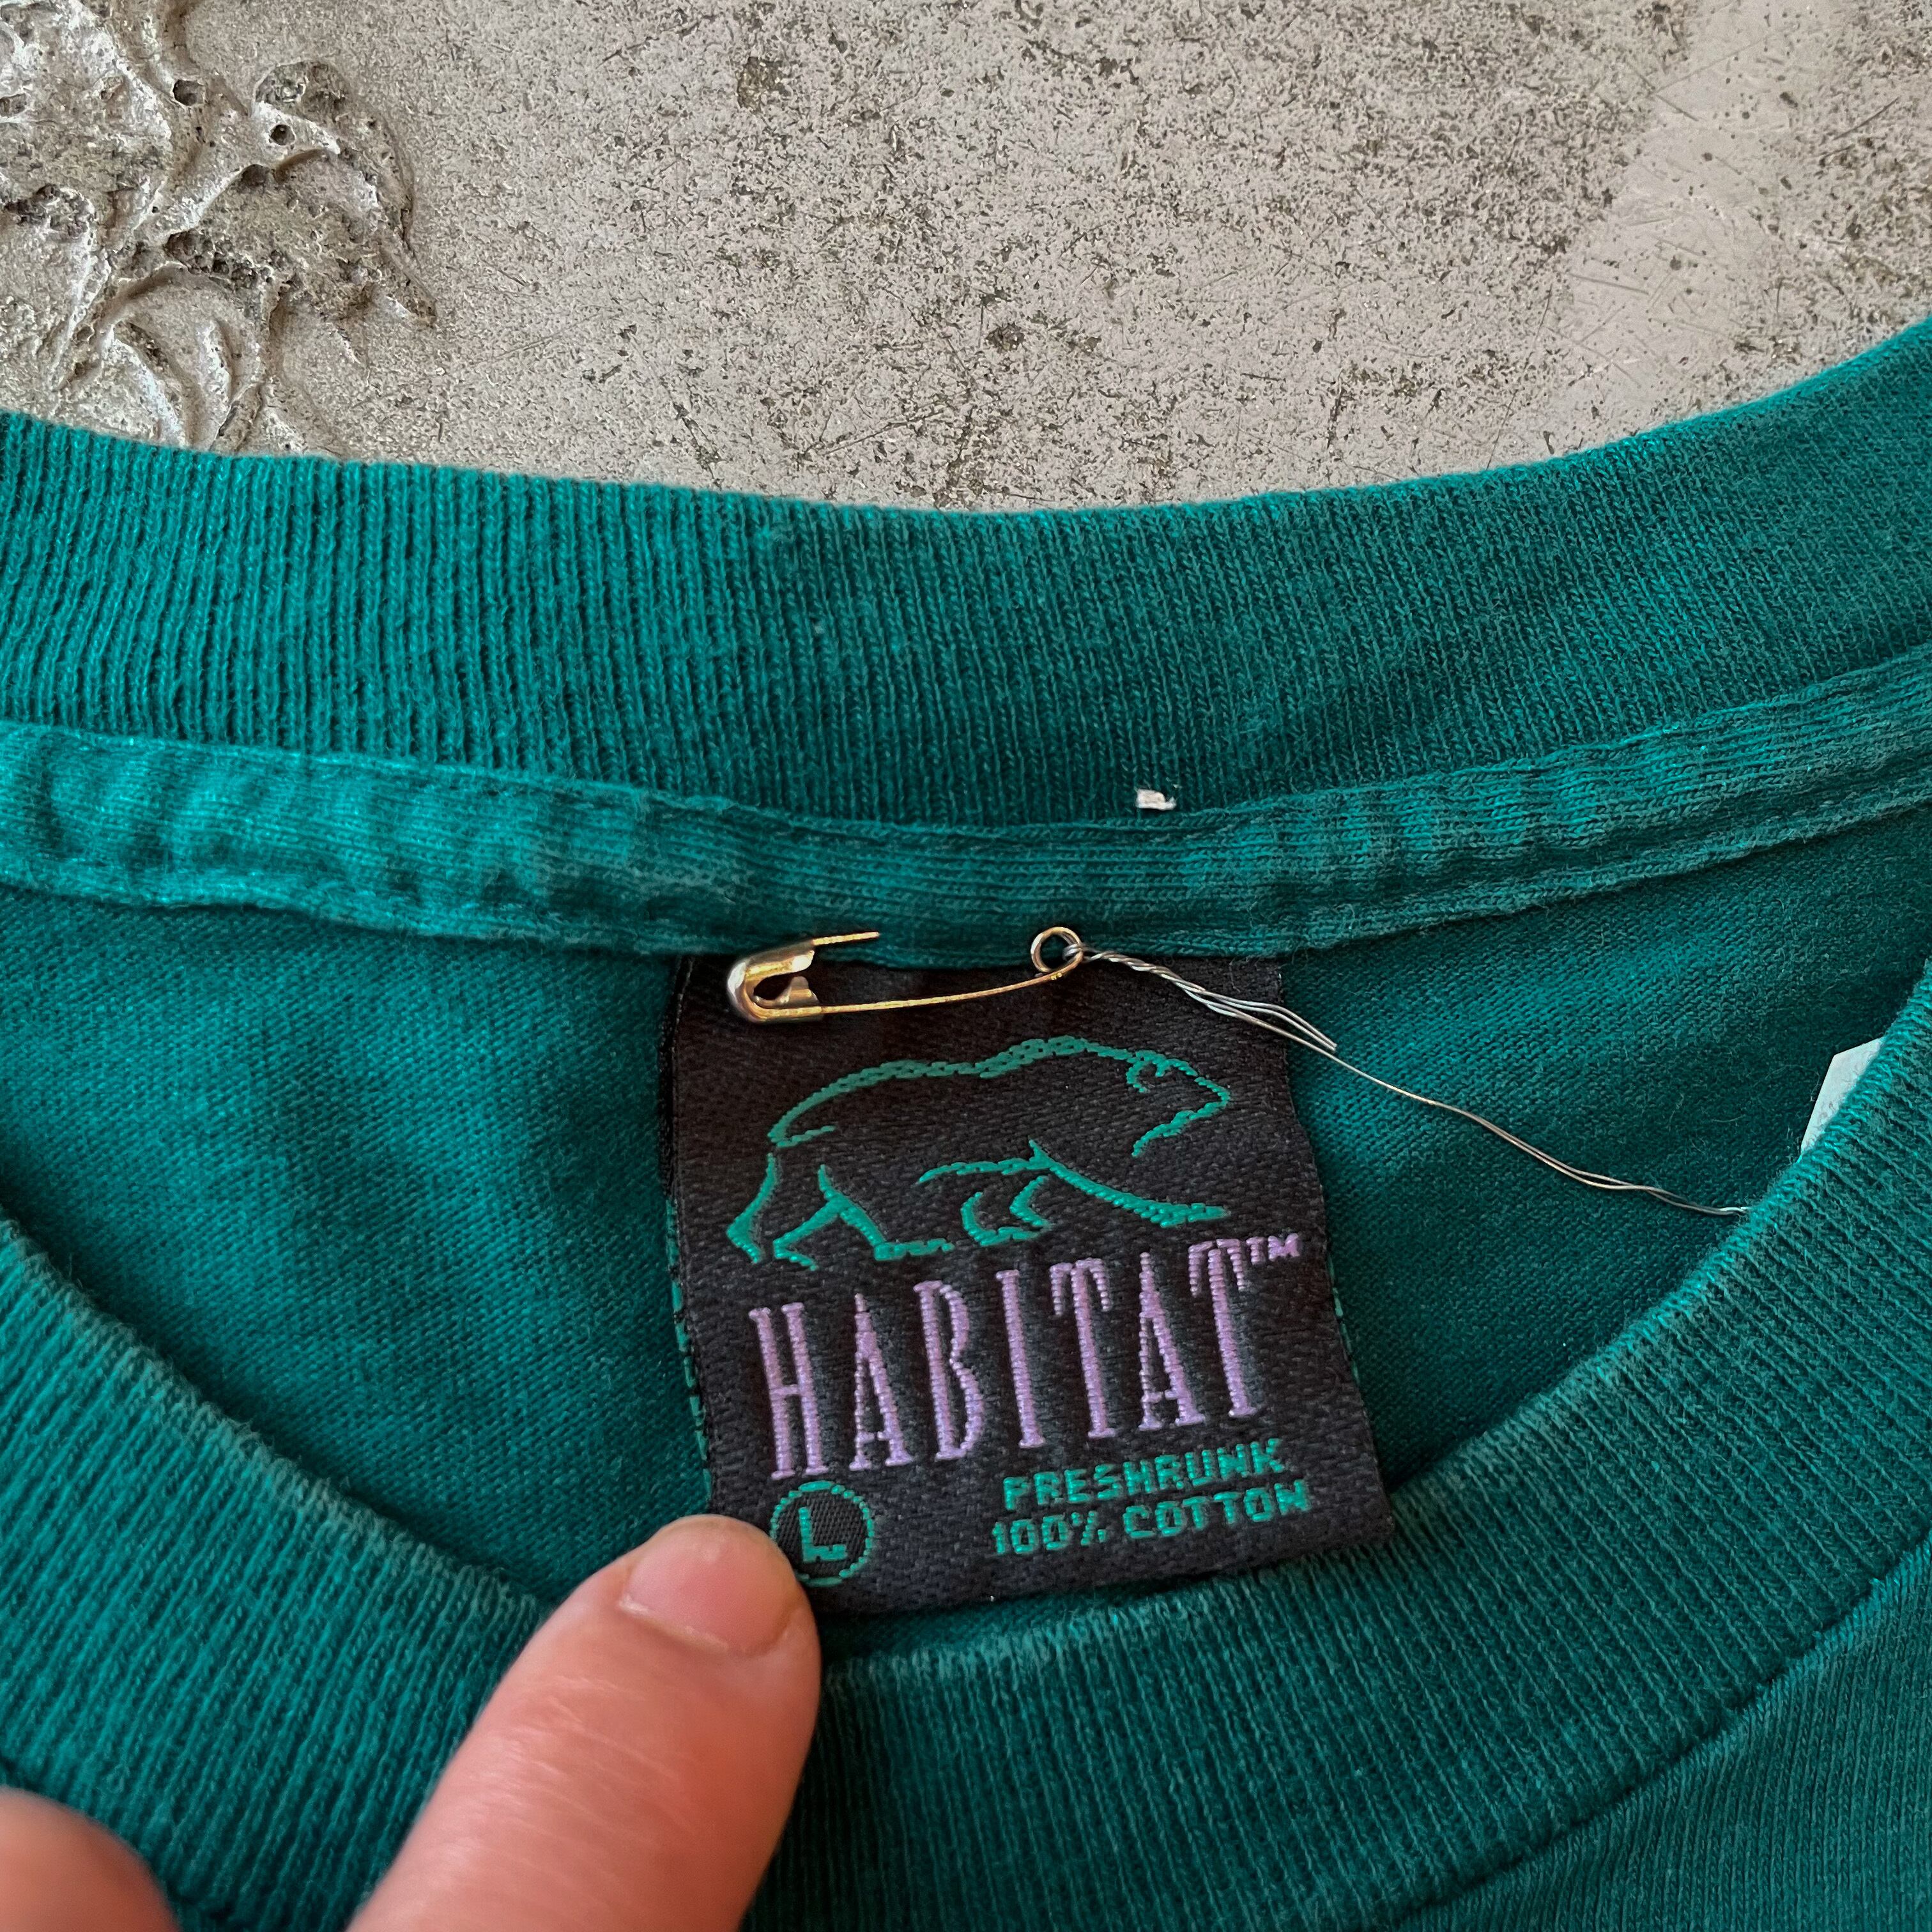 HABITAT™
L
PRESHRUNK
100% COTTON